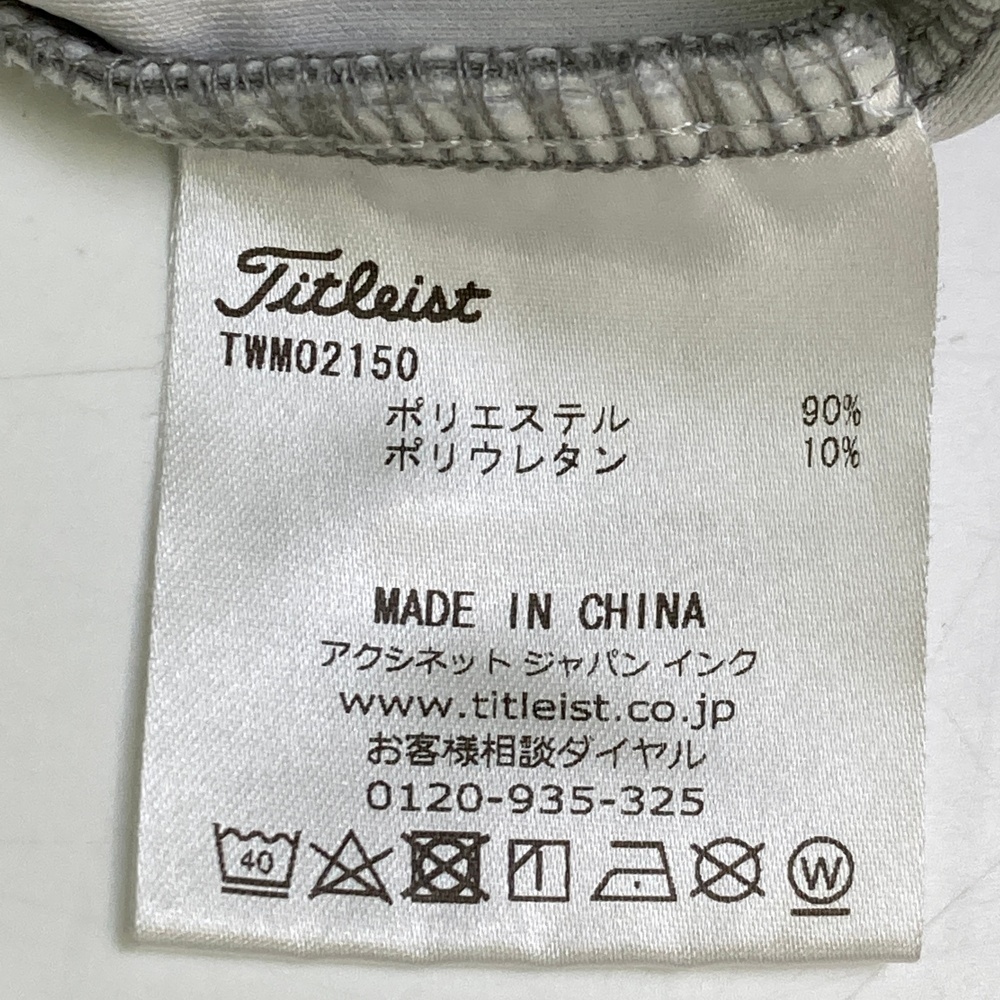 Titleist
TWM02150
ポリエステル 90%
ポリウレタン 10%
MADE IN CHINA
アクシネット ジャパン インク
www.titleist.co.jp
お客様相談ダイヤル
0120-935-325
40
W